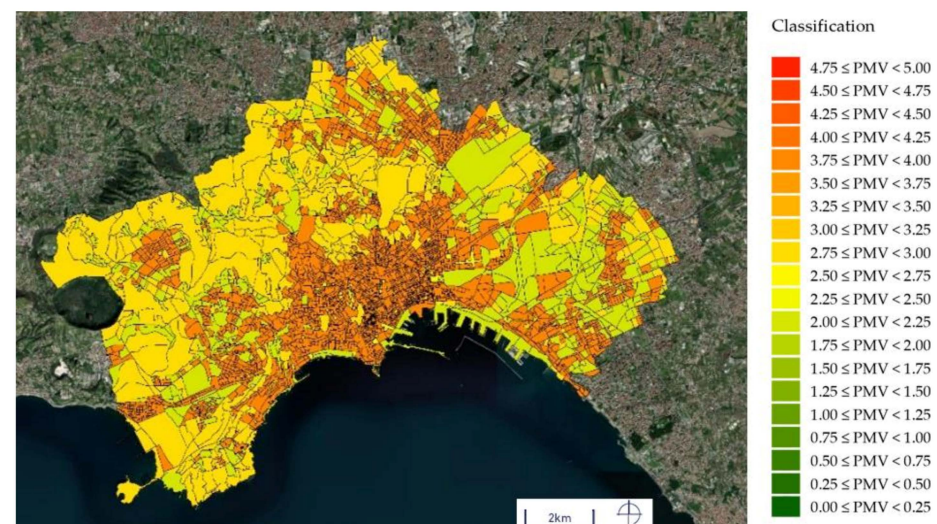 Classification
4.75 ≤ PMV < 5.00
4.50 ≤ PMV < 4.75
4.25 ≤ PMV < 4.50
4.00 ≤ PMV < 4.25
3.75 ≤ PMV < 4.00
3.50 ≤ PMV < 3.75
3.25 ≤ PMV < 3.50
3.00 ≤ PMV < 3.25
2.75 ≤ PMV < 3.00
2.50 ≤ PMV < 2.75
2.25 ≤ PMV < 2.50
2.00 ≤ PMV < 2.25
1.75 ≤ PMV < 2.00
1.50 ≤ PMV < 1.75
1.25 ≤ PMV < 1.50
1.00 ≤ PMV < 1.25
0.75 ≤ PMV < 1.00
0.50 ≤ PMV < 0.75
0.25 ≤ PMV < 0.50
0.00 ≤ PMV < 0.25
2km